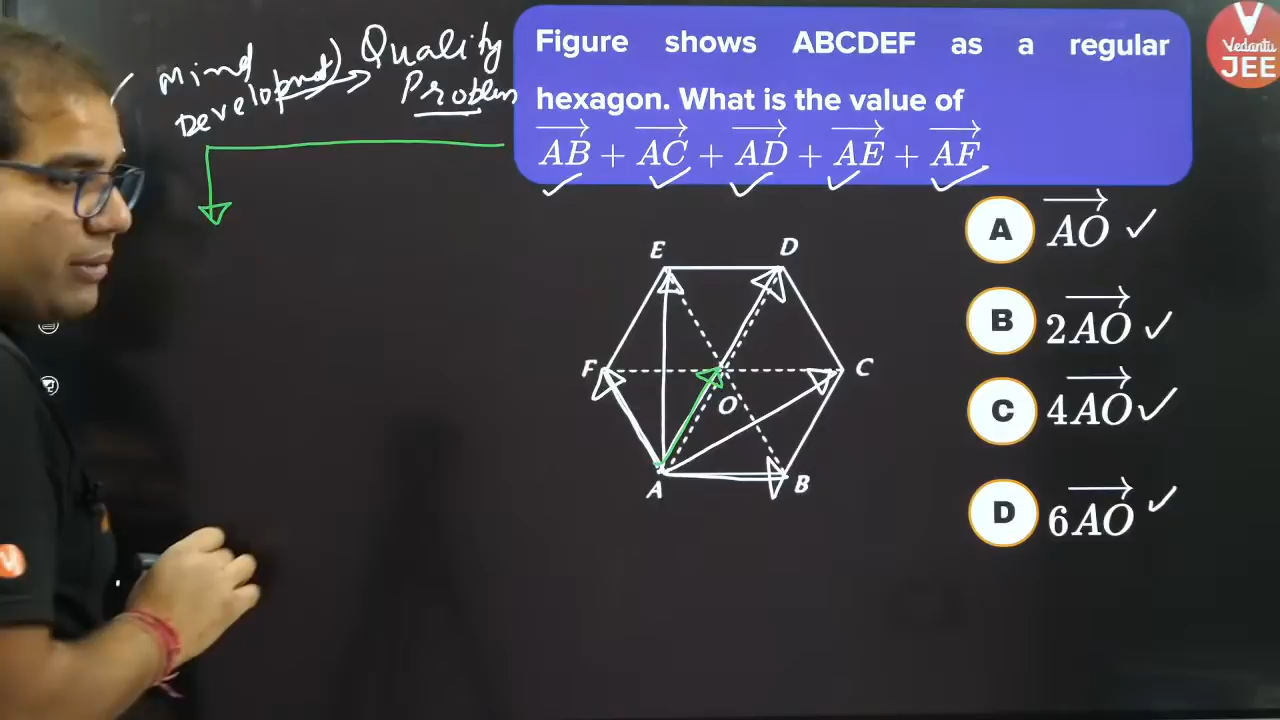 Mind Development) Quality Problem
Figure shows ABCDEF as a regular
hexagon. What is the value of
AB + AC + AD + AE + AF
Vedantu
JEE
A AO
B 2AO
C 4AO
D 6AO
E D
F C
O
A B